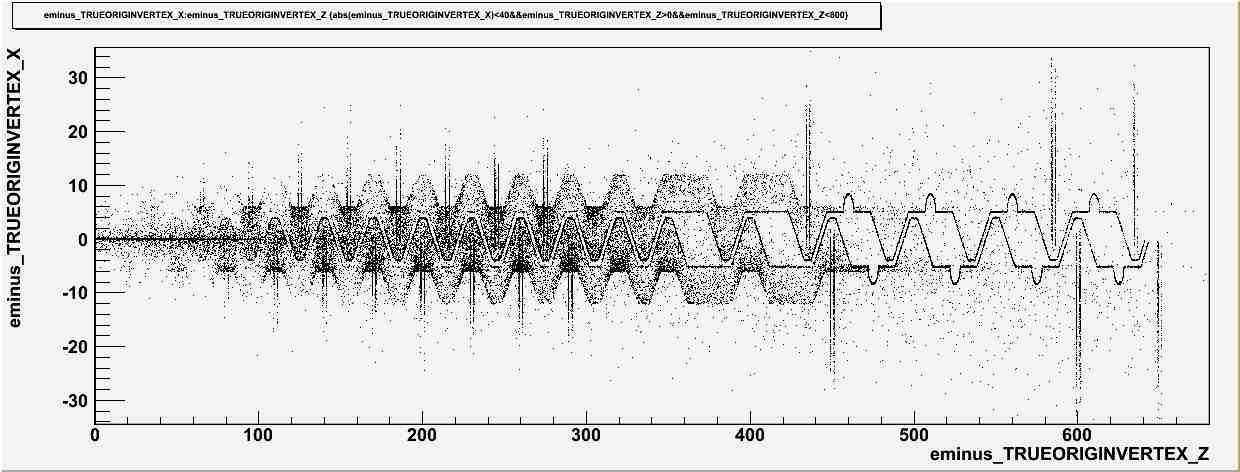 eminus_TRUEORIGINVERTEX_X:eminus_TRUEORIGINVERTEX_Z {abs(eminus_TRUEORIGINVERTEX_X)<40&&eminus_TRUEORIGINVERTEX_Z>0&&eminus_TRUEORIGINVERTEX_Z<800}
eminus_TRUEORIGINVERTEX_X
30
20
10
0
-10
-20
-30
0 100 200 300 400 500 600
eminus_TRUEORIGINVERTEX_Z